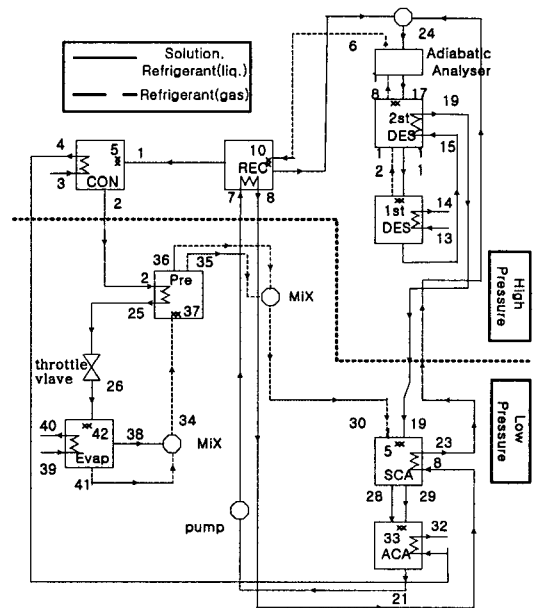 Solution,
Refrigerant(liq.)
Refrigerant(gas)
24
6
Adiabatic
Analyser
8
17
19
2st
DES
15
1
1
2
1
14
1st
DES
13
4
5
1
10
3
CON
REC
2
7
8
36
35
2
Pre
MiX
25
37
High
Pressure
throttle
vlave
26
34
40
42
38
MiX
39
Evap
41
30
19
Low
Pressure
5
23
SCA
8
28
29
pump
33
32
ACA
21